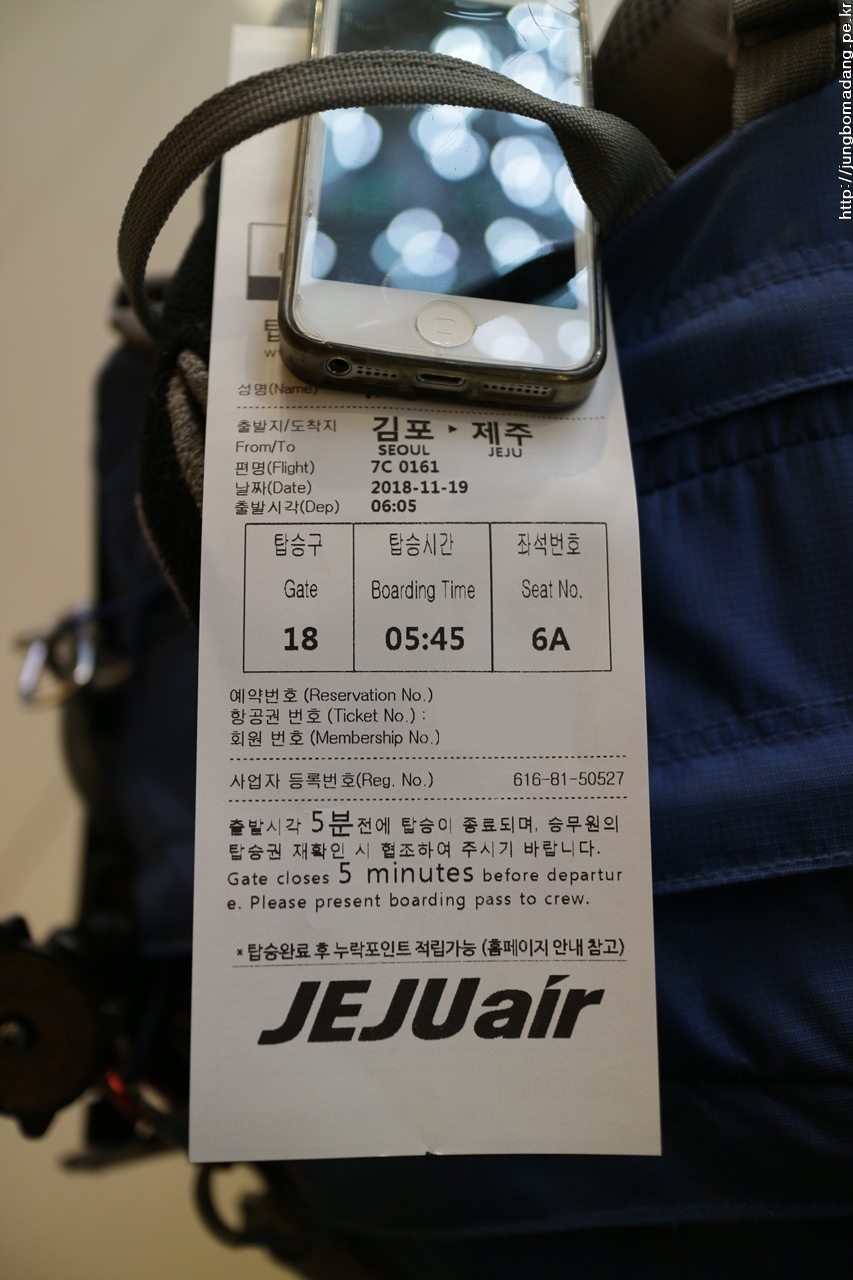 http://jungbomadang.pe.kr
성명(Name)
출발지/도착지 김포 ▸ 제주
From/To SEOUL JEJU
편명(Flight) 7C 0161
날짜(Date) 2018-11-19
출발시각(Dep) 06:05
탑승구 탑승시간 좌석번호
Gate Boarding Time Seat No.
18 05:45 6A
예약번호 (Reservation No.)
항공권 번호 (Ticket No.) :
회원 번호 (Membership No.)
사업자 등록번호(Reg. No.) 616-81-50527
출발시각 5분전에 탑승이 종료되며, 승무원의
탑승권 재확인 시 협조하여 주시기 바랍니다.
Gate closes 5 minutes before departur
e. Please present boarding pass to crew.
* 탑승완료 후 누락포인트 적립가능 (홈페이지 안내 참고)
JEJUair